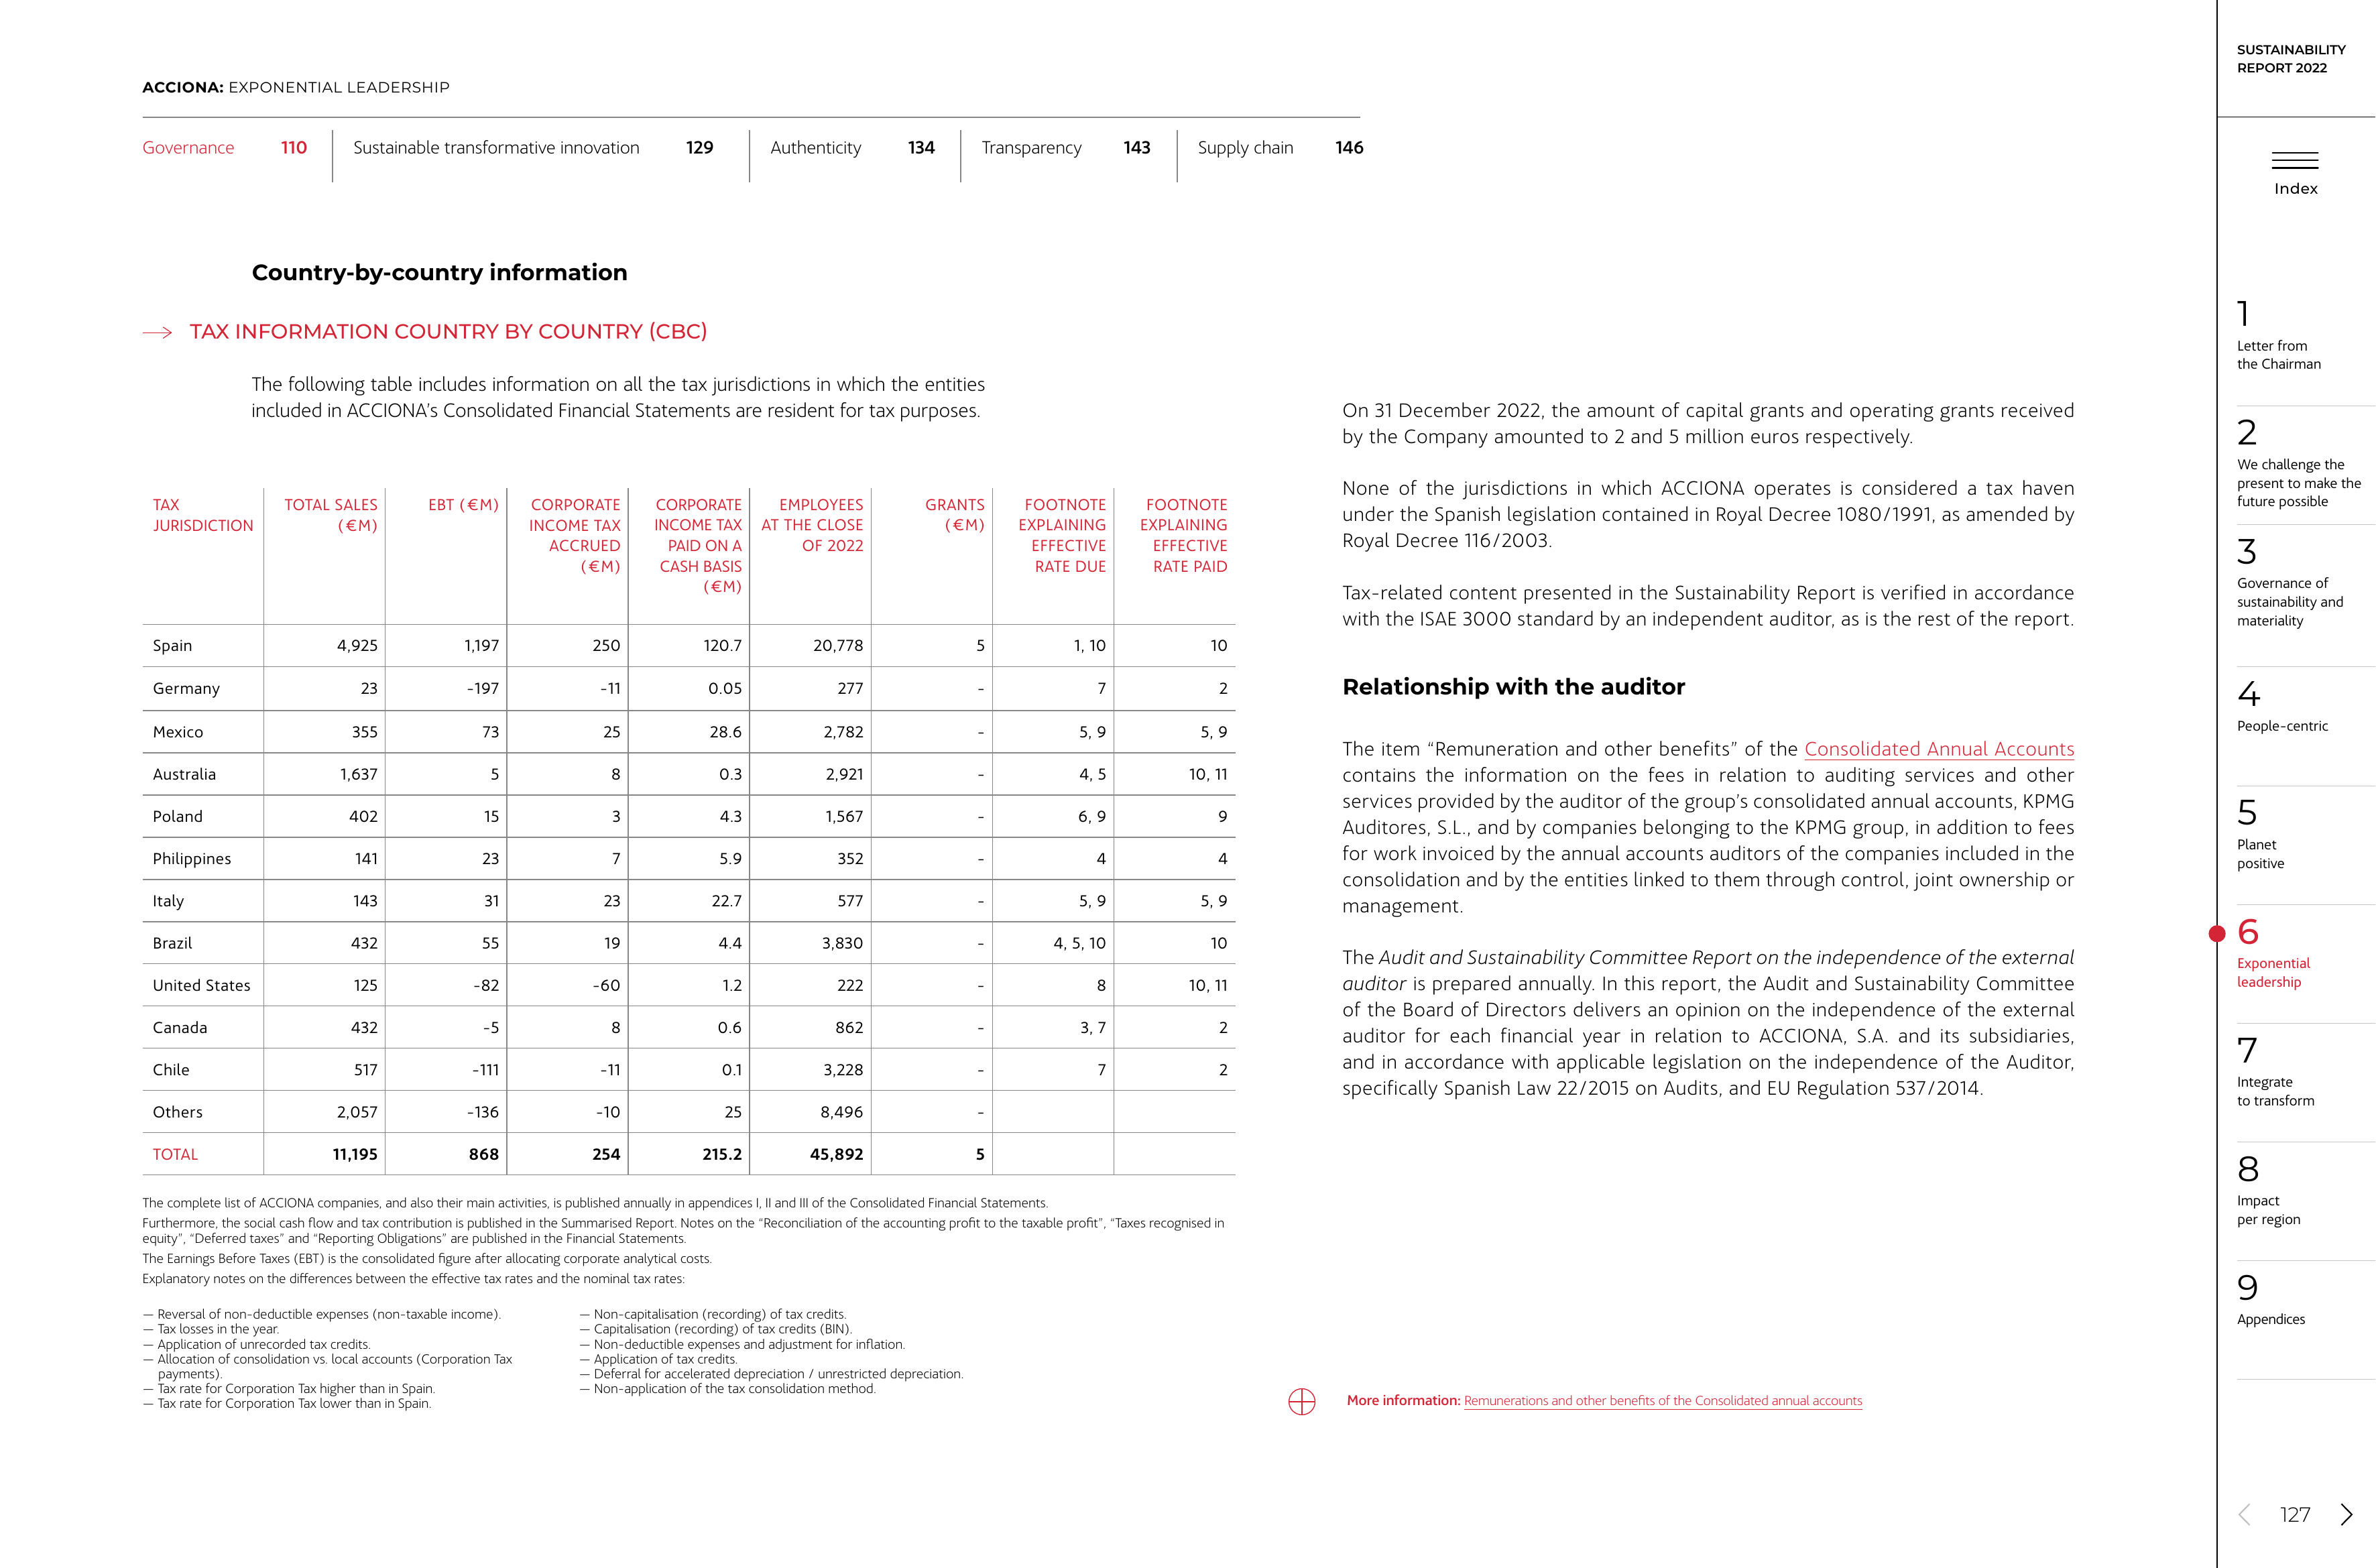 ACCIONA: EXPONENTIAL LEADERSHIP
Governance 110 Sustainable transformative innovation 129 Authenticity 134 Transparency 143 Supply chain 146
Country-by-country information
TAX INFORMATION COUNTRY BY COUNTRY (CBC)
The following table includes information on all the tax jurisdictions in which the entities
included in ACCIONA’s Consolidated Financial Statements are resident for tax purposes.
TAX JURISDICTION TOTAL SALES (€M) EBT (€M) CORPORATE INCOME TAX ACCRUED (€M) CORPORATE INCOME TAX PAID ON A CASH BASIS (€M) EMPLOYEES AT THE CLOSE OF 2022 GRANTS (€M) FOOTNOTE EXPLAINING EFFECTIVE RATE DUE FOOTNOTE EXPLAINING EFFECTIVE RATE PAID
Spain 4,925 1,197 250 120.7 20,778 5 1, 10 10
Germany 23 -197 -11 0.05 277 - 7 2
Mexico 355 73 25 28.6 2,782 - 5, 9 5, 9
Australia 1,637 5 8 0.3 2,921 - 4, 5 10, 11
Poland 402 15 3 4.3 1,567 - 6, 9 9
Philippines 141 23 7 5.9 352 - 4 4
Italy 143 31 23 22.7 577 - 5, 9 5, 9
Brazil 432 55 19 4.4 3,830 - 4, 5, 10 10
United States 125 -82 -60 1.2 222 - 8 10, 11
Canada 432 -5 8 0.6 862 - 3, 7 2
Chile 517 -111 -11 0.1 3,228 - 7 2
Others 2,057 -136 -10 25 8,496 -
TOTAL 11,195 868 254 215.2 45,892 5
The complete list of ACCIONA companies, and also their main activities, is published annually in appendices I, II and III of the Consolidated Financial Statements.
Furthermore, the social cash flow and tax contribution is published in the Summarised Report. Notes on the “Reconciliation of the accounting profit to the taxable profit”, “Taxes recognised in
equity”, “Deferred taxes” and “Reporting Obligations” are published in the Financial Statements.
The Earnings Before Taxes (EBT) is the consolidated figure after allocating corporate analytical costs.
Explanatory notes on the differences between the effective tax rates and the nominal tax rates:
— Reversal of non-deductible expenses (non-taxable income).
— Tax losses in the year.
— Application of unrecorded tax credits.
— Allocation of consolidation vs. local accounts (Corporation Tax
payments).
— Tax rate for Corporation Tax higher than in Spain.
— Tax rate for Corporation Tax lower than in Spain.
— Non-capitalisation (recording) of tax credits.
— Capitalisation (recording) of tax credits (BIN).
— Non-deductible expenses and adjustment for inflation.
— Application of tax credits.
— Deferral for accelerated depreciation / unrestricted depreciation.
— Non-application of the tax consolidation method.
On 31 December 2022, the amount of capital grants and operating grants received
by the Company amounted to 2 and 5 million euros respectively.
None of the jurisdictions in which ACCIONA operates is considered a tax haven
under the Spanish legislation contained in Royal Decree 1080/1991, as amended by
Royal Decree 116/2003.
Tax-related content presented in the Sustainability Report is verified in accordance
with the ISAE 3000 standard by an independent auditor, as is the rest of the report.
Relationship with the auditor
The item “Remuneration and other benefits” of the Consolidated Annual Accounts
contains the information on the fees in relation to auditing services and other
services provided by the auditor of the group’s consolidated annual accounts, KPMG
Auditores, S.L., and by companies belonging to the KPMG group, in addition to fees
for work invoiced by the annual accounts auditors of the companies included in the
consolidation and by the entities linked to them through control, joint ownership or
management.
The Audit and Sustainability Committee Report on the independence of the external
auditor is prepared annually. In this report, the Audit and Sustainability Committee
of the Board of Directors delivers an opinion on the independence of the external
auditor for each financial year in relation to ACCIONA, S.A. and its subsidiaries,
and in accordance with applicable legislation on the independence of the Auditor,
specifically Spanish Law 22/2015 on Audits, and EU Regulation 537/2014.
More information: Remunerations and other benefits of the Consolidated annual accounts
SUSTAINABILITY
REPORT 2022
Index
1
Letter from
the Chairman
2
We challenge the
present to make the
future possible
3
Governance of
sustainability and
materiality
4
People-centric
5
Planet
positive
6
Exponential
leadership
7
Integrate
to transform
8
Impact
per region
9
Appendices
127